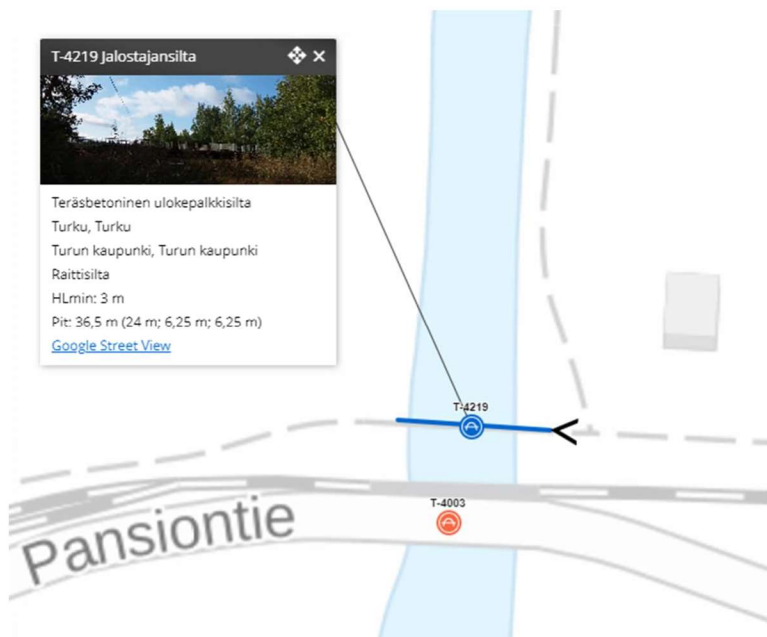 T-4219 Jalostajansilta
Teräsbetoninen ulokepalkkisilta
Turku, Turku
Turun kaupunki, Turun kaupunki
Raittisilta
HLmin: 3 m
Pit: 36,5 m (24 m; 6,25 m; 6,25 m)
Google Street View
T-4219
T-4003
Pansiontie